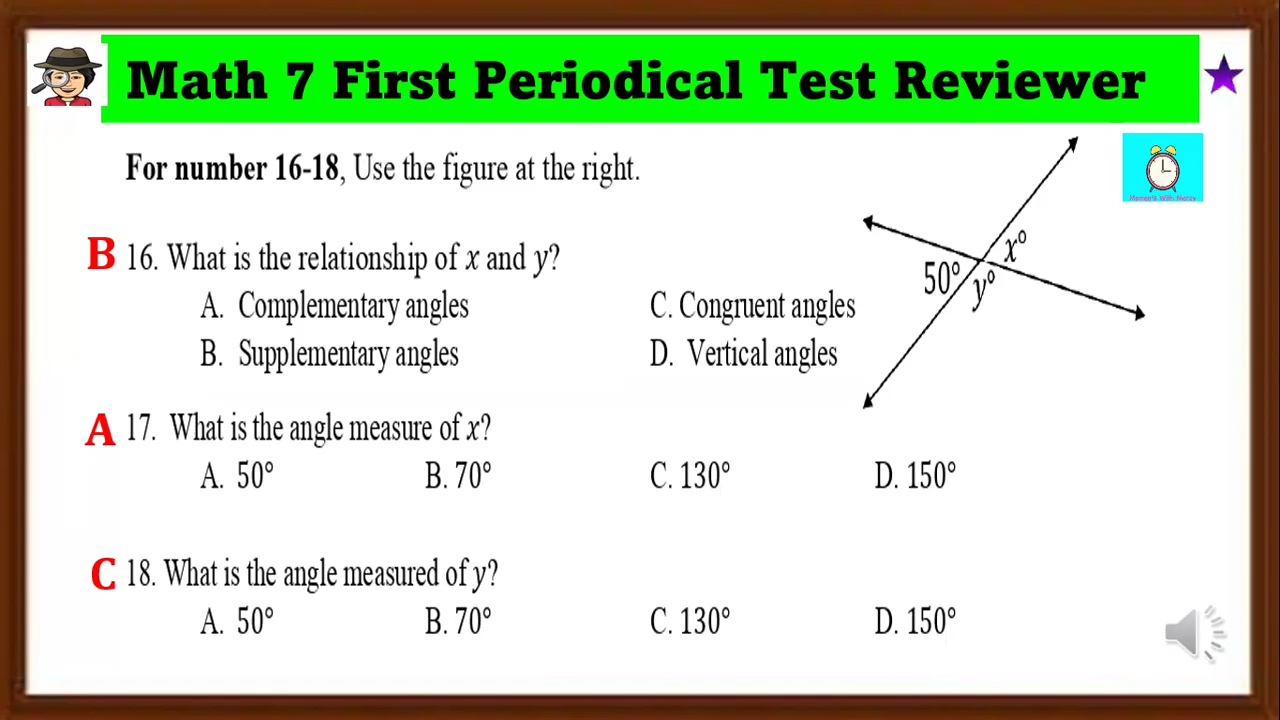 Math 7 First Periodical Test Reviewer
For number 16-18, Use the figure at the right.
B 16. What is the relationship of x and y?
A. Complementary angles C. Congruent angles
B. Supplementary angles D. Vertical angles
50° x° y°
A 17. What is the angle measure of x?
A. 50° B. 70° C. 130° D. 150°
C 18. What is the angle measured of y?
A. 50° B. 70° C. 130° D. 150°